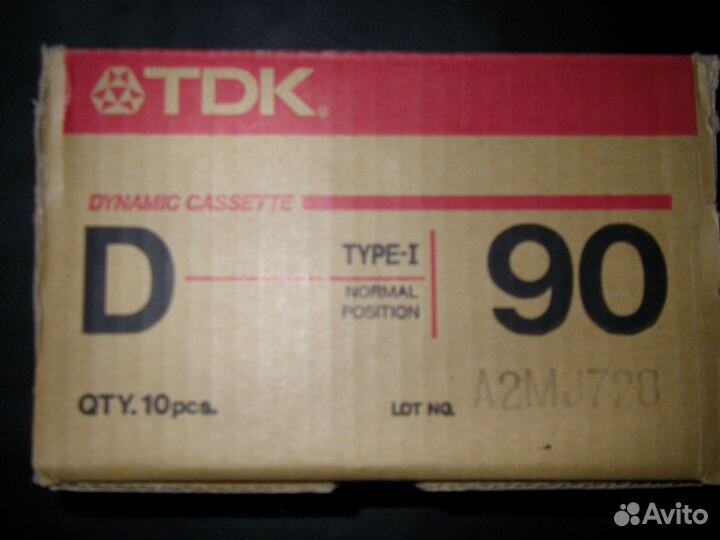 TDK®
DYNAMIC CASSETTE
D TYPE-I 90
NORMAL
POSITION
QTY. 10pcs. LOT NO. A2MJ728
Avito